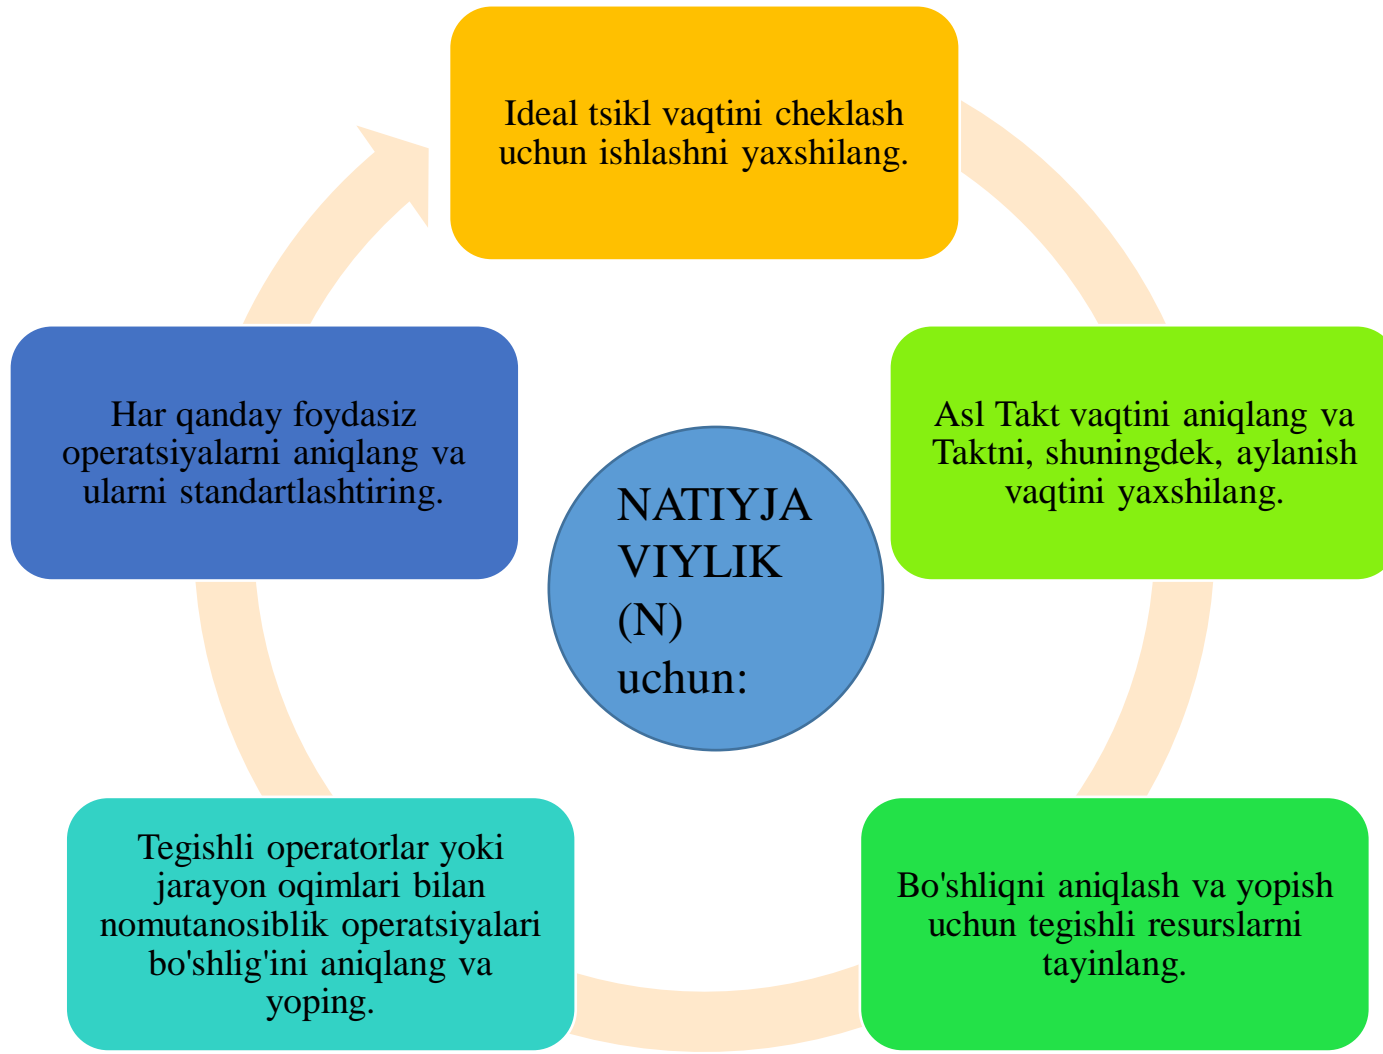 Ideal tsikl vaqtini cheklash
uchun ishlashni yaxshilang.
Asl Takt vaqtini aniqlang va
Taktni, shuningdek, aylanish
vaqtini yaxshilang.
Bo'shliqni aniqlash va yopish
uchun tegishli resurslarni
tayinlang.
Tegishli operatorlar yoki
jarayon oqimlari bilan
nomutanosiblik operatsiyalari
bo'shlig'ini aniqlang va
yoping.
Har qanday foydasiz
operatsiyalarni aniqlang va
ularni standartlashtiring.
NATIYJA
VIYLIK
(N)
uchun: